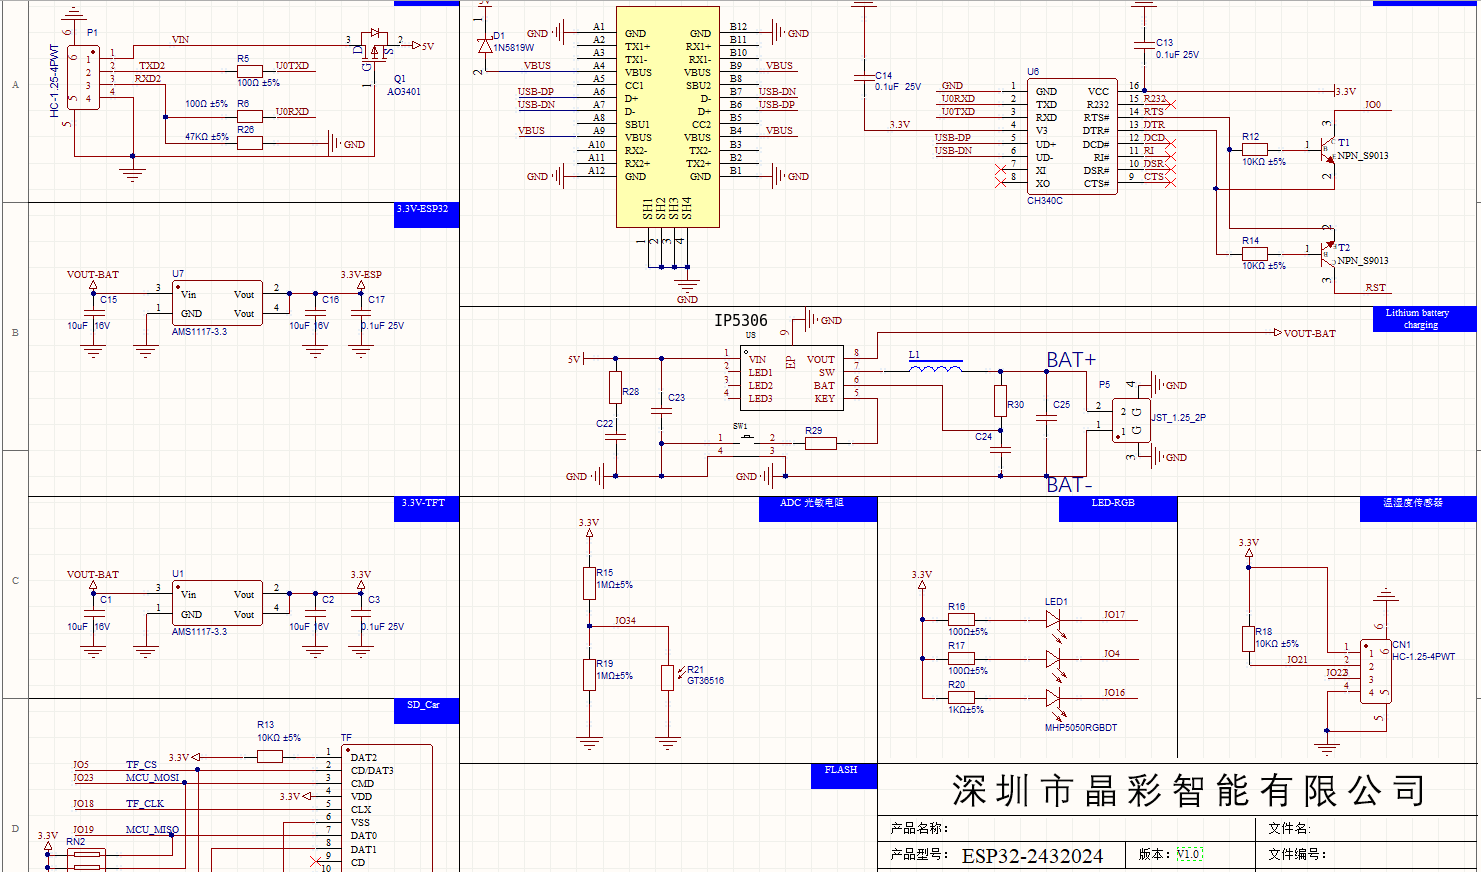 A
P1
HC-1.25-4PWT
6
5
5
6
1
2
3
4
1
2
3
4
VIN
TXD2
RXD2
R5
100Ω ±5%
U0TXD
100Ω ±5%
R6
U0RXD
47KΩ ±5%
R26
GND
3
2
5V
D
S
G
1
Q1
AO3401
5V
1
D1
1N5819W
2
VBUS
USB-DP
USB-DN
VBUS
GND
GND
A1
A2
A3
A4
A5
A6
A7
A8
A9
A10
A11
A12
GND
TX1+
TX1-
VBUS
CC1
D+
D-
SBU1
VBUS
RX2-
RX2+
GND
GND
RX1+
RX1-
VBUS
SBU2
D-
D+
CC2
VBUS
TX2-
TX2+
GND
B12
B11
B10
B9
B8
B7
B6
B5
B4
B3
B2
B1
GND
VBUS
USB-DN
USB-DP
VBUS
GND
SH1
SH2
SH3
SH4
1
2
3
4
GND
C14
0.1uF 25V
3.3V
C13
0.1uF 25V
U6
GND
U0RXD
U0TXD
USB-DP
USB-DN
1
2
3
4
5
6
7
8
GND
TXD
RXD
V3
UD+
UD-
XI
XO
VCC
R232
RTS#
DTR#
DCD#
RI#
DSR#
CTS#
16
15
14
13
12
11
10
9
R232
RTS
DTR
DCD
RI
DSR
CTS
CH340C
3.3V
JO0
R12
10KΩ ±5%
1
3
2
T1
NPN_S9013
R14
10KΩ ±5%
1
2
3
T2
NPN_S9013
RST
3.3V-ESP32
B
VOUT-BAT
C15
10uF 16V
U7
3
1
Vin
GND
Vout
Vout
2
4
AMS1117-3.3
3.3V-ESP
C16
10uF 16V
C17
0.1uF 25V
Lithium battery
charging
IP5306
U8
9
GND
VOUT-BAT
5V
1
2
3
4
VIN
LED1
LED2
LED3
EP
VOUT
SW
BAT
KEY
8
7
6
5
L1
BAT+
R28
C22
C23
SW1
1
2
4
3
R29
R30
C24
C25
P5
4
GND
2
1
2
1
G
G
JST_1.25_2P
3
GND
GND
GND
BAT-
3.3V-TFT
C
VOUT-BAT
C1
10uF 16V
U1
3
1
Vin
GND
Vout
Vout
2
4
AMS1117-3.3
3.3V
C2
10uF 16V
C3
0.1uF 25V
ADC 光敏电阻
3.3V
R15
1MΩ±5%
JO34
R19
1MΩ±5%
R21
GT36516
LED-RGB
3.3V
R16
100Ω±5%
R17
100Ω±5%
R20
1KΩ±5%
LED1
JO17
JO4
JO16
MHP5050RGBDT
温湿度传感器
3.3V
R18
10KΩ ±5%
JO21
JO22
1
2
3
4
1
2
3
4
6
5
6
5
CN1
HC-1.25-4PWT
SD_Car
D
R13
10KΩ ±5%
3.3V
TF
JO5
TF_CS
JO23
MCU_MOSI
3.3V
JO18
TF_CLK
JO19
MCU_MISO
3.3V
RN2
1
2
3
4
5
6
7
8
9
10
DAT2
CD/DAT3
CMD
VDD
CLX
VSS
DAT0
DAT1
CD
FLASH
深圳市晶彩智能有限公司
产品名称:
文件名:
产品型号: ESP32-2432024
版本: V1.0
文件编号: